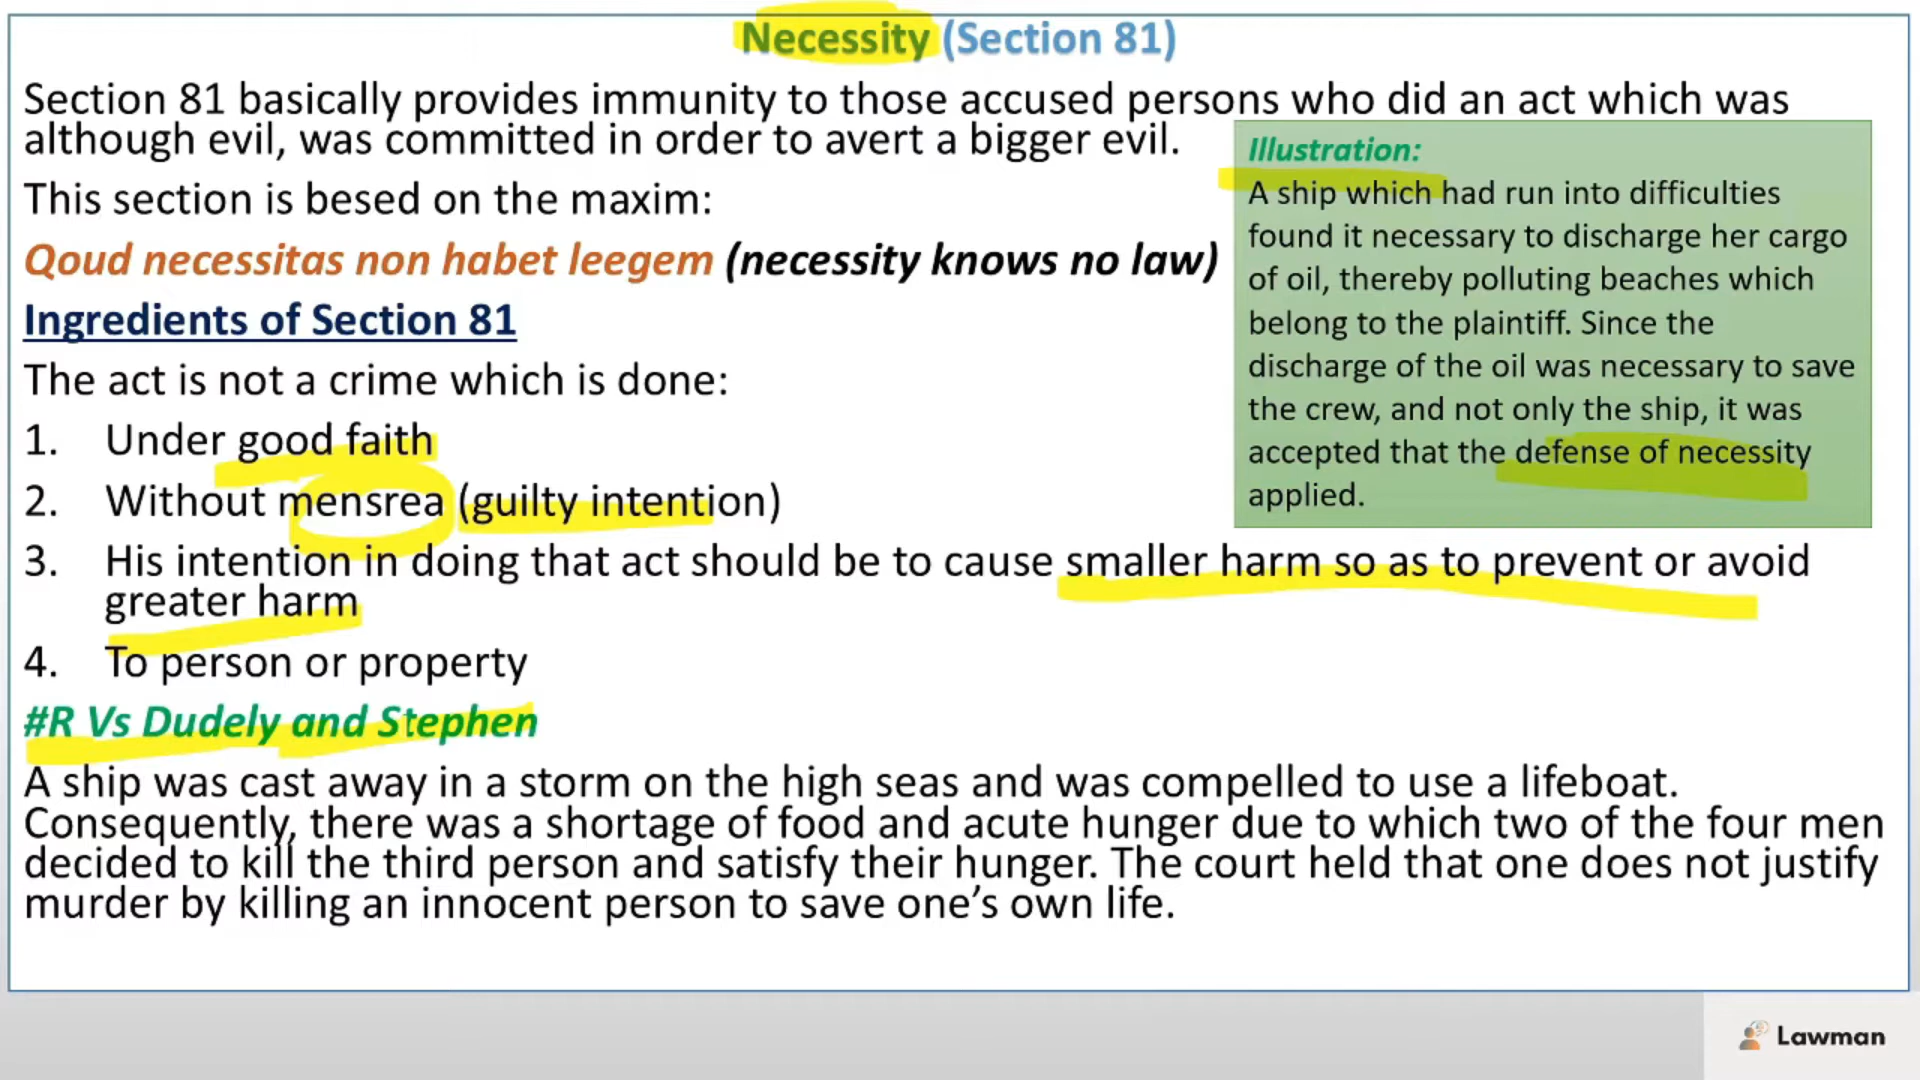 Necessity (Section 81)
Section 81 basically provides immunity to those accused persons who did an act which was
although evil, was committed in order to avert a bigger evil.
This section is besed on the maxim:
Qoud necessitas non habet leegem (necessity knows no law)
Ingredients of Section 81
The act is not a crime which is done:
1. Under good faith
2. Without mensrea (guilty intention)
3. His intention in doing that act should be to cause smaller harm so as to prevent or avoid
greater harm
4. To person or property
#R Vs Dudely and Stephen
A ship was cast away in a storm on the high seas and was compelled to use a lifeboat.
Consequently, there was a shortage of food and acute hunger due to which two of the four men
decided to kill the third person and satisfy their hunger. The court held that one does not justify
murder by killing an innocent person to save one’s own life.
Illustration:
A ship which had run into difficulties
found it necessary to discharge her cargo
of oil, thereby polluting beaches which
belong to the plaintiff. Since the
discharge of the oil was necessary to save
the crew, and not only the ship, it was
accepted that the defense of necessity
applied.
Lawman